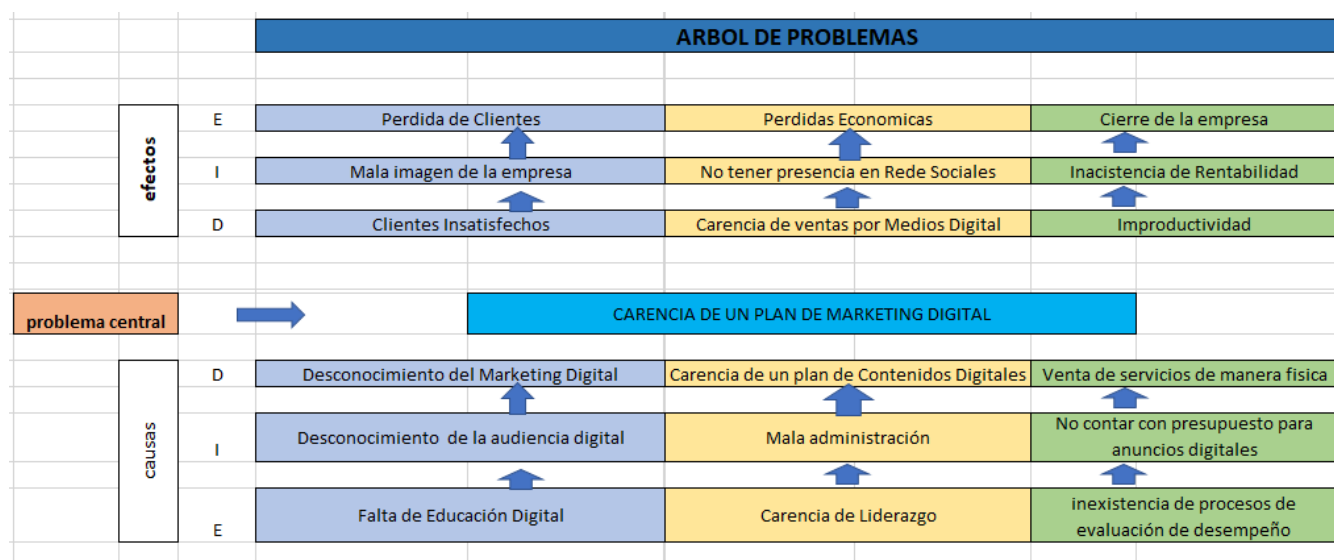 ARBOL DE PROBLEMAS
efectos
E
Perdida de Clientes
Perdidas Economicas
Cierre de la empresa
I
Mala imagen de la empresa
No tener presencia en Rede Sociales
Inacistencia de Rentabilidad
D
Clientes Insatisfechos
Carencia de ventas por Medios Digital
Improductividad
problema central
CARENCIA DE UN PLAN DE MARKETING DIGITAL
causas
D
Desconocimiento del Marketing Digital
Carencia de un plan de Contenidos Digitales
Venta de servicios de manera fisica
I
Desconocimiento de la audiencia digital
Mala administración
No contar con presupuesto para
anuncios digitales
E
Falta de Educación Digital
Carencia de Liderazgo
inexistencia de procesos de
evaluación de desempeño